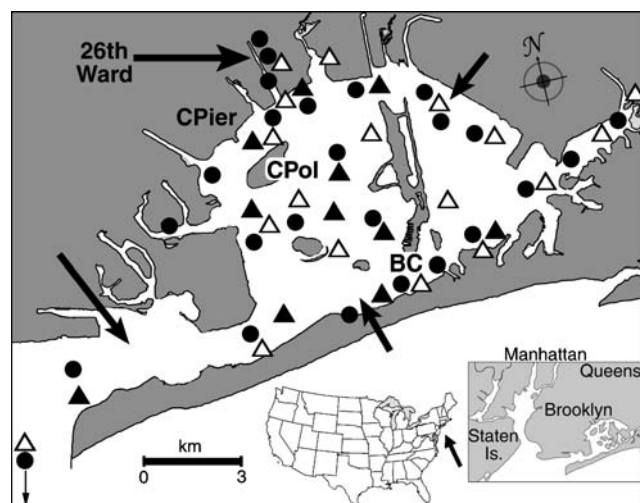 26th
Ward
N
CPier
CPol
BC
km
0
3
Manhattan
Queens
Brooklyn
Staten
Is.